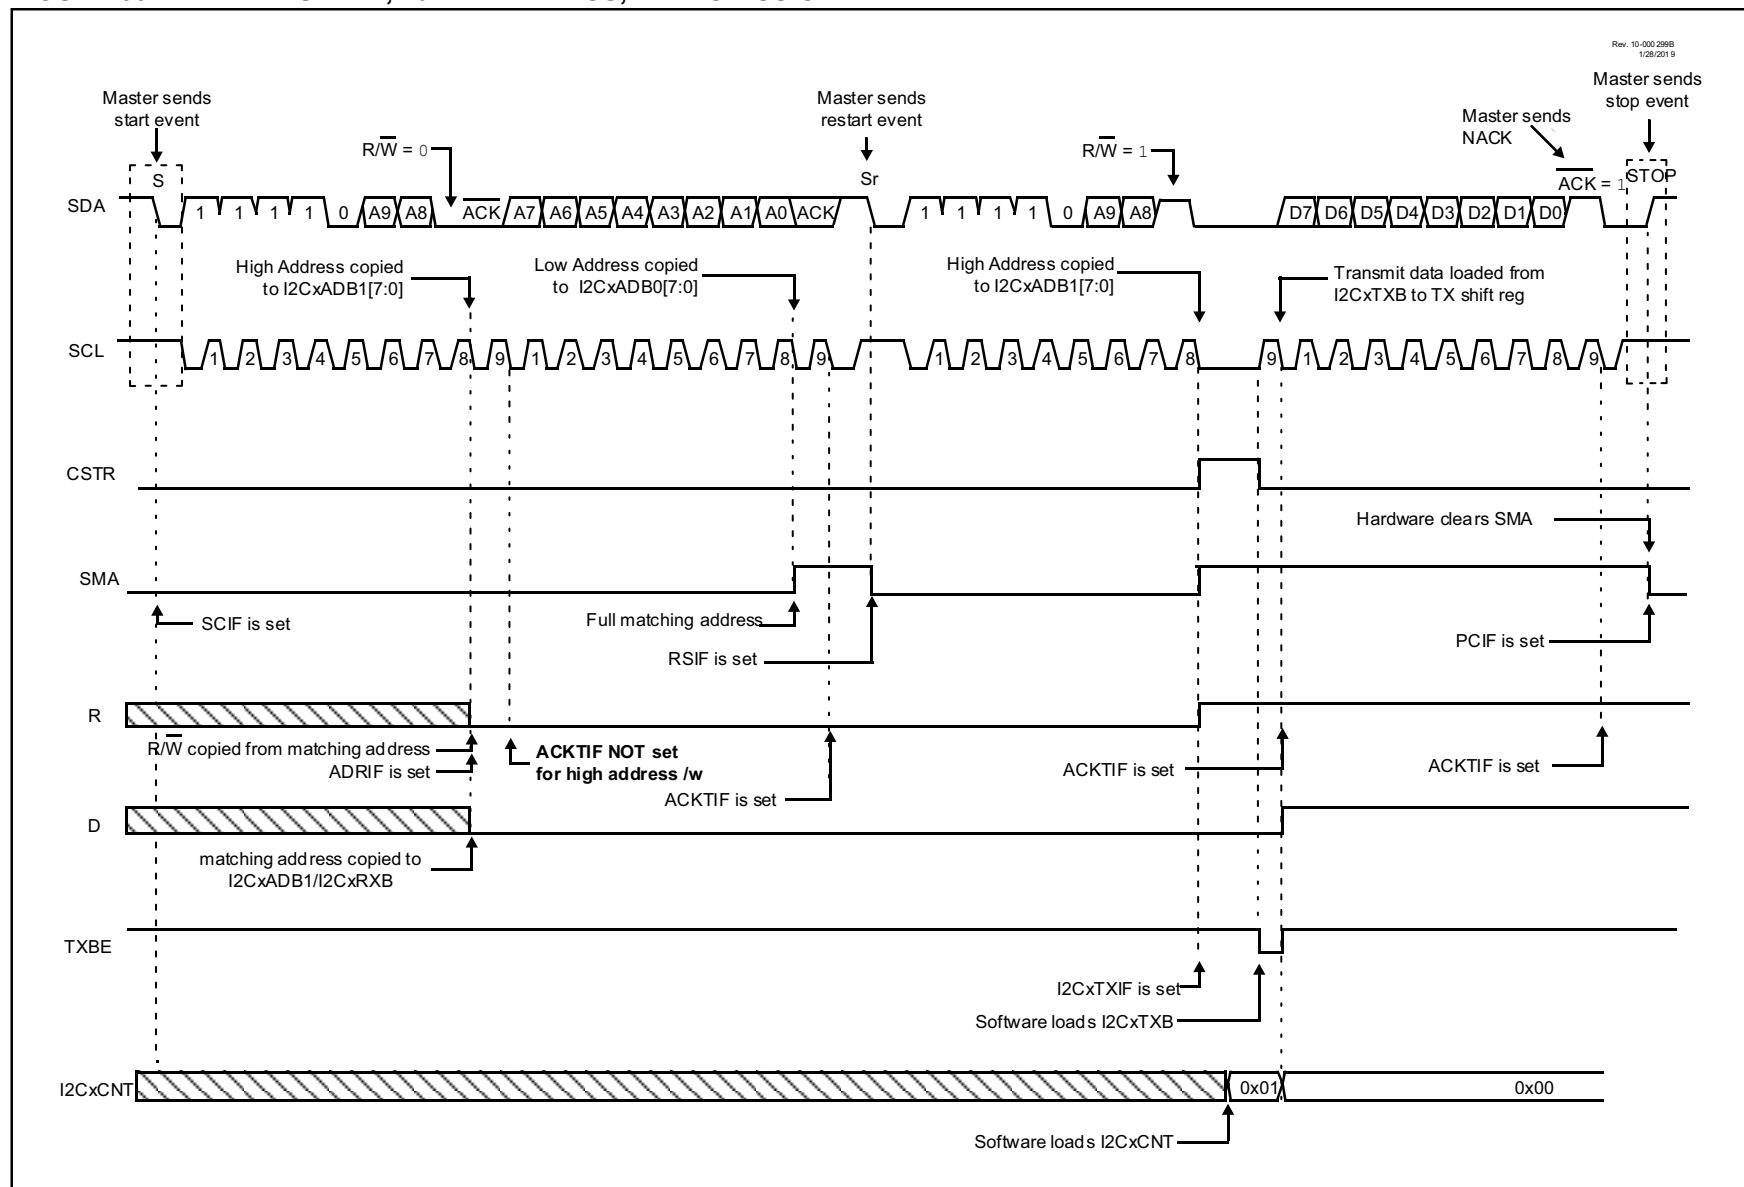 Rev. 10-000 299B
1/28/2019
Master sends
start event
Master sends
restart event
Master sends
stop event
Master sends
NACK
R/W = 0
R/W = 1
S
Sr
ACK = 1
STOP
SDA
1 1 1 1 0 A9 A8 ACK A7 A6 A5 A4 A3 A2 A1 A0 ACK 1 1 1 1 0 A9 A8 D7 D6 D5 D4 D3 D2 D1 D0
High Address copied
to I2CxADB1[7:0]
Low Address copied
to I2CxADB0[7:0]
High Address copied
to I2CxADB1[7:0]
Transmit data loaded from
I2CxTXB to TX shift reg
SCL
1 2 3 4 5 6 7 8 9 1 2 3 4 5 6 7 8 9 1 2 3 4 5 6 7 8 9 1 2 3 4 5 6 7 8 9
CSTR
Hardware clears SMA
SMA
SCIF is set
Full matching address
RSIF is set
PCIF is set
R
R/W copied from matching address
ADRIF is set
ACKTIF NOT set
for high address /w
ACKTIF is set
ACKTIF is set
ACKTIF is set
D
matching address copied to
I2CxADB1/I2CxRXB
TXBE
I2CxTXIF is set
Software loads I2CxTXB
I2CxCNT
0x01
0x00
Software loads I2CxCNT